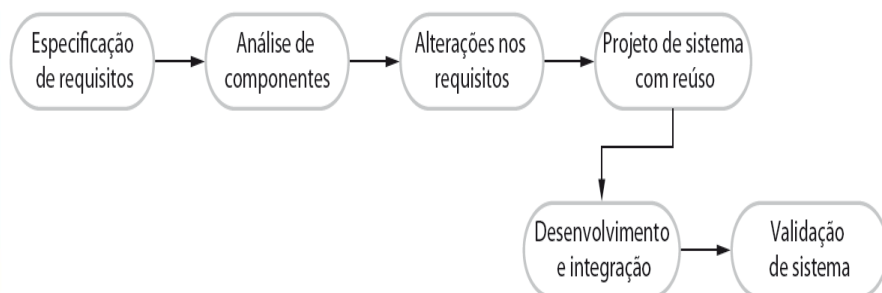 Especificação
de requisitos
Análise de
componentes
Alterações nos
requisitos
Projeto de sistema
com reúso
Desenvolvimento
e integração
Validação
de sistema